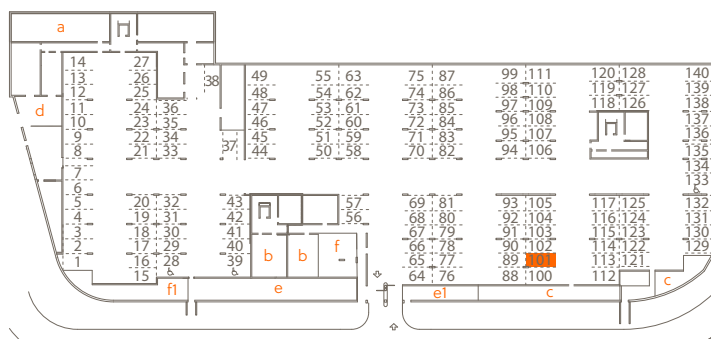 a
14 27 38 49 55 63 75 87 99 111 120 128 140
13 26 48 54 62 74 86 98 110 119 127 139
12 25 47 53 61 73 85 97 109 118 126 138
d 11 24 36 46 52 60 72 84 96 108 137
10 23 35 45 51 59 71 83 95 107 136
9 22 34 37 44 50 58 70 82 94 106 135
8 21 33 134
7 133
6
5 20 32 43 57 69 81 93 105 117 125 132
4 19 31 42 56 68 80 92 104 116 124 131
3 18 30 41 67 79 91 103 115 123 130
2 17 29 40 b b f 66 78 90 102 114 122 129
1 16 28 39 65 77 89 101 113 121
15 64 76 88 100 112 c
f1 e e1 c